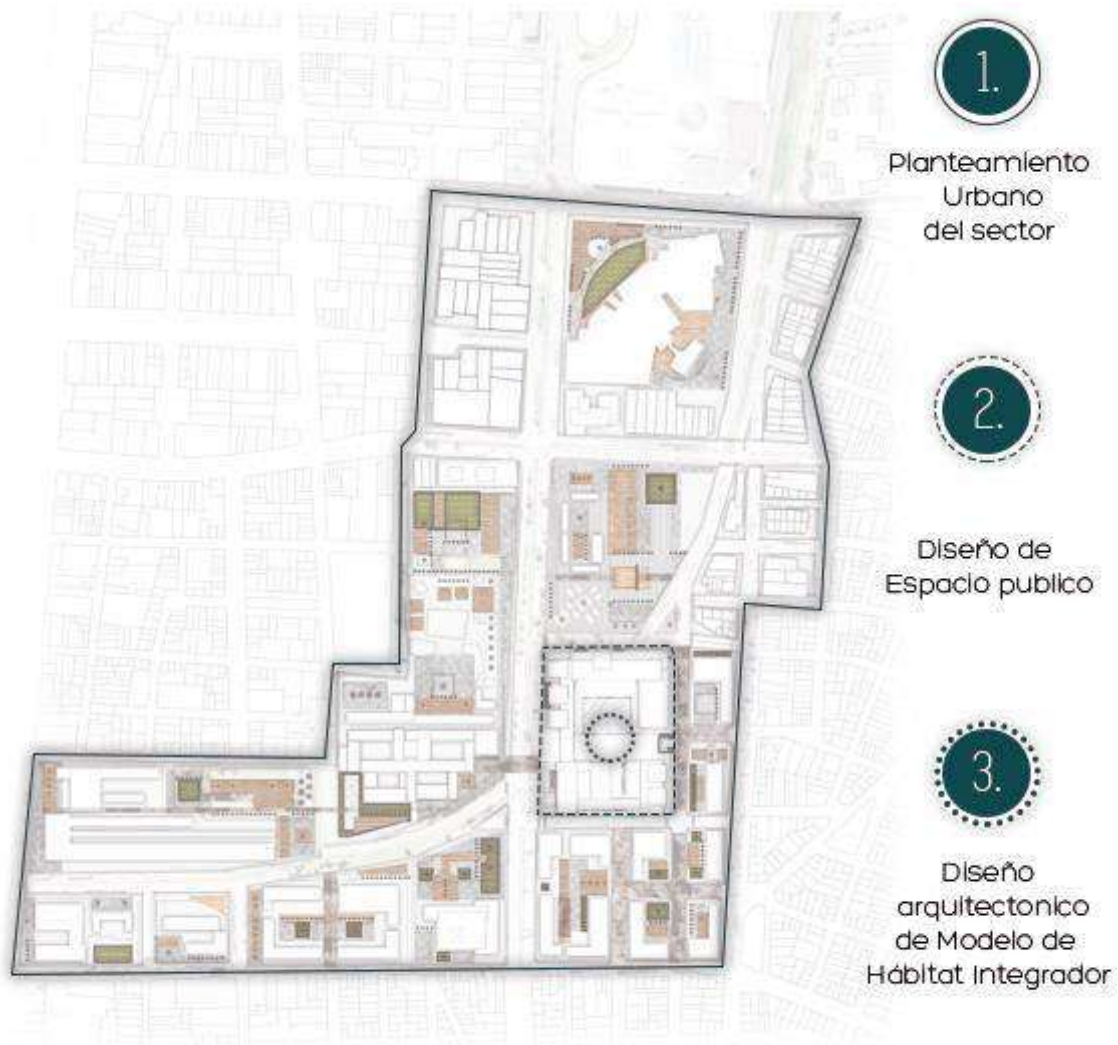 1.
Planteamiento
Urbano
del sector
2.
Diseño de
Espacio publico
3.
Diseño
arquitectonico
de Modelo de
Hábitat Integrador